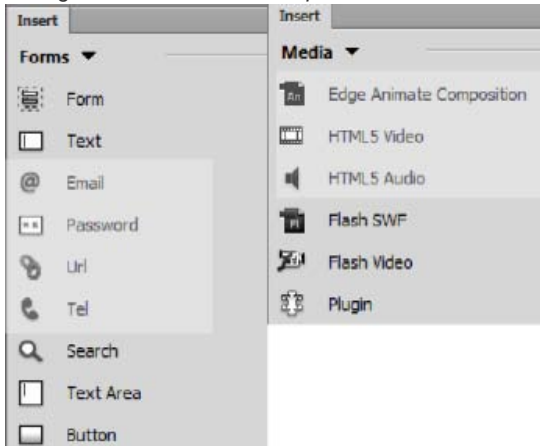 Insert
Forms
Form
Text
Email
Password
Url
Tel
Search
Text Area
Button
Insert
Media
Edge Animate Composition
HTML5 Video
HTML5 Audio
Flash SWF
Flash Video
Plugin